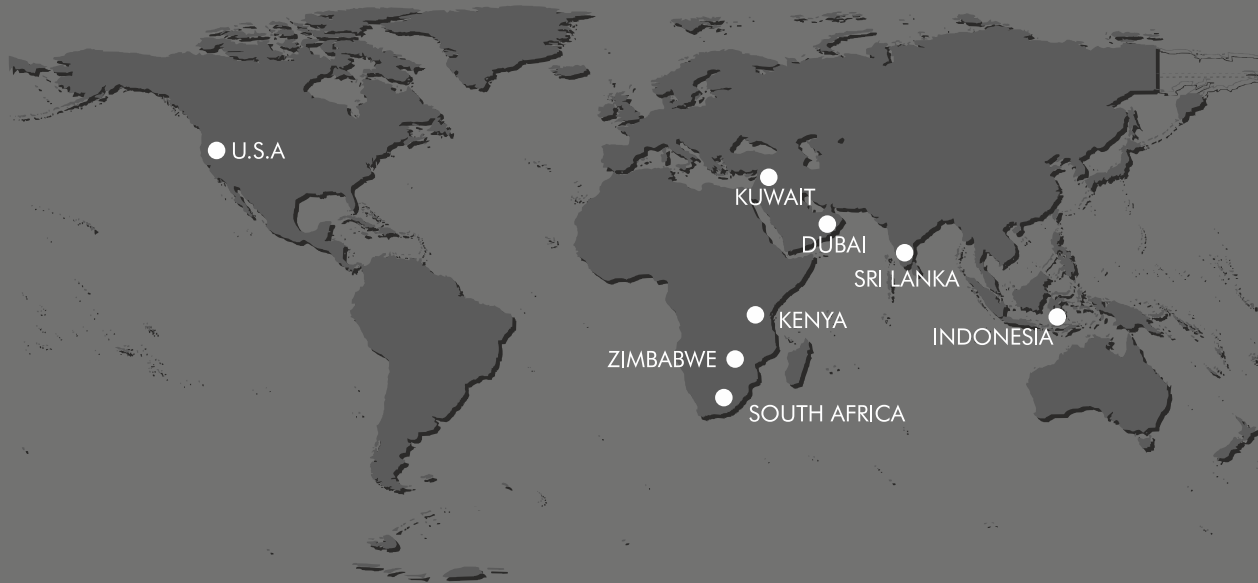 U.S.A
KUWAIT
DUBAI
SRI LANKA
KENYA
INDONESIA
ZIMBABWE
SOUTH AFRICA